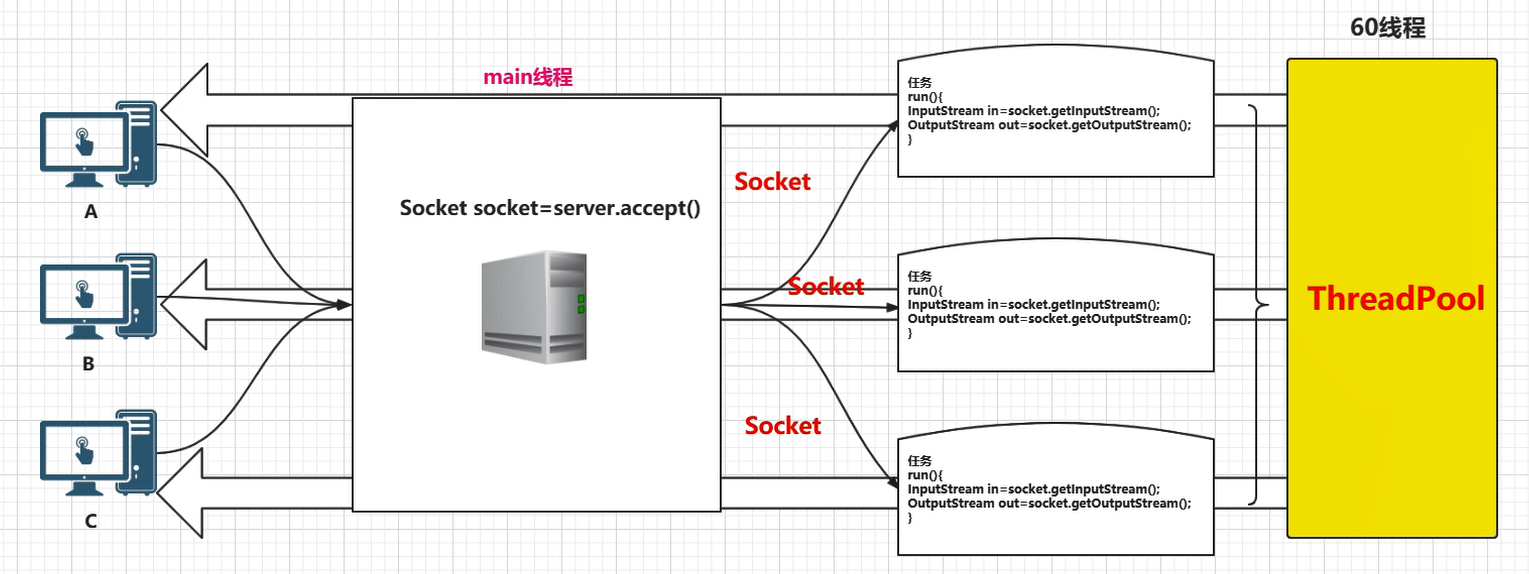 60线程
main线程
任务
run(){
InputStream in=socket.getInputStream();
OutputStream out=socket.getOutputStream();
}
Socket
A
Socket socket=server.accept()
任务
run(){
InputStream in=socket.getInputStream();
OutputStream out=socket.getOutputStream();
}
Socket
ThreadPool
B
Socket
任务
run(){
InputStream in=socket.getInputStream();
OutputStream out=socket.getOutputStream();
}
C